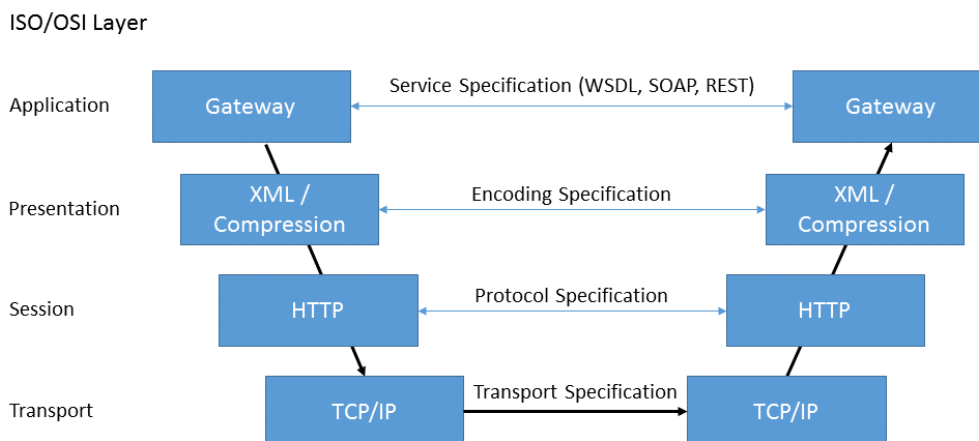 ISO/OSI Layer
Application
Gateway
Service Specification (WSDL, SOAP, REST)
Gateway
Presentation
XML /
Compression
Encoding Specification
XML /
Compression
Session
HTTP
Protocol Specification
HTTP
Transport
TCP/IP
Transport Specification
TCP/IP